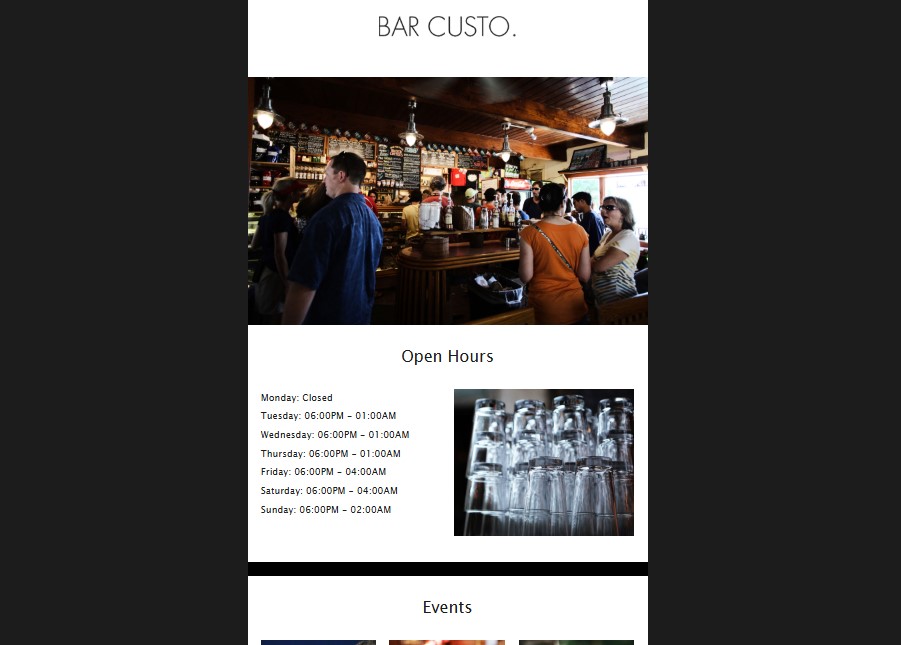 BAR CUSTO.
Open Hours
Monday: Closed
Tuesday: 06:00PM – 01:00AM
Wednesday: 06:00PM – 01:00AM
Thursday: 06:00PM – 01:00AM
Friday: 06:00PM – 04:00AM
Saturday: 06:00PM – 04:00AM
Sunday: 06:00PM – 02:00AM
Events